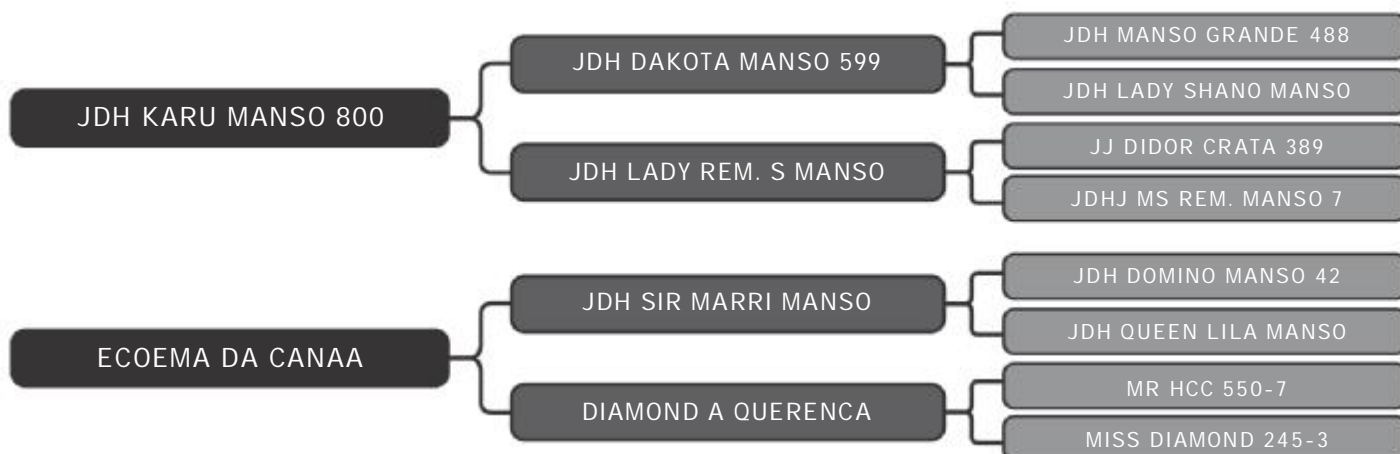 JDH KARU MANSO 800
JDH DAKOTA MANSO 599
JDH MANSO GRANDE 488
JDH LADY SHANO MANSO
JDH LADY REM. S MANSO
JJ DIDOR CRATA 389
JDHJ MS REM. MANSO 7
ECOEMA DA CANAA
JDH SIR MARRI MANSO
JDH DOMINO MANSO 42
JDH QUEEN LILA MANSO
DIAMOND A QUERENCA
MR HCC 550-7
MISS DIAMOND 245-3